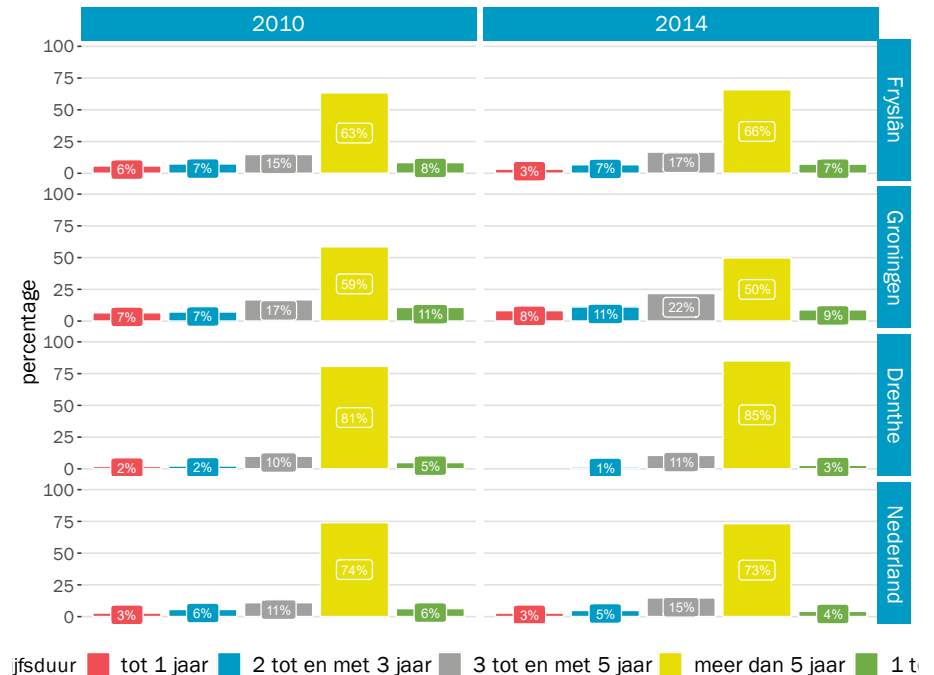 2010 2014
100
75
50
25
0
6% 7% 15% 63% 8%
3% 7% 17% 66% 7%
Fryslân
100
75
50
25
0
7% 7% 17% 59% 11%
8% 11% 22% 50% 9%
Groningen
100
75
50
25
0
2% 2% 10% 81% 5%
1% 11% 85% 3%
Drenthe
100
75
50
25
0
3% 6% 11% 74% 6%
3% 5% 15% 73% 4%
Nederland
percentage
jfsduur tot 1 jaar 2 tot en met 3 jaar 3 tot en met 5 jaar meer dan 5 jaar 1